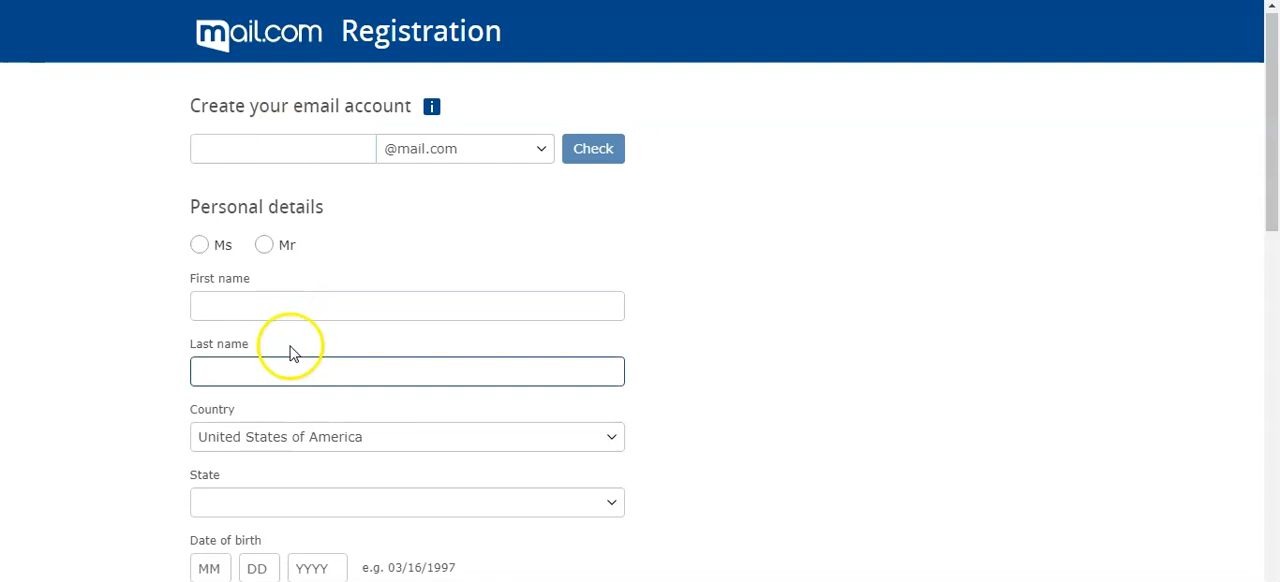 mail.com Registration
Create your email account i
@mail.com Check
Personal details
Ms Mr
First name
Last name
Country
United States of America
State
Date of birth
MM DD YYYY e.g. 03/16/1997